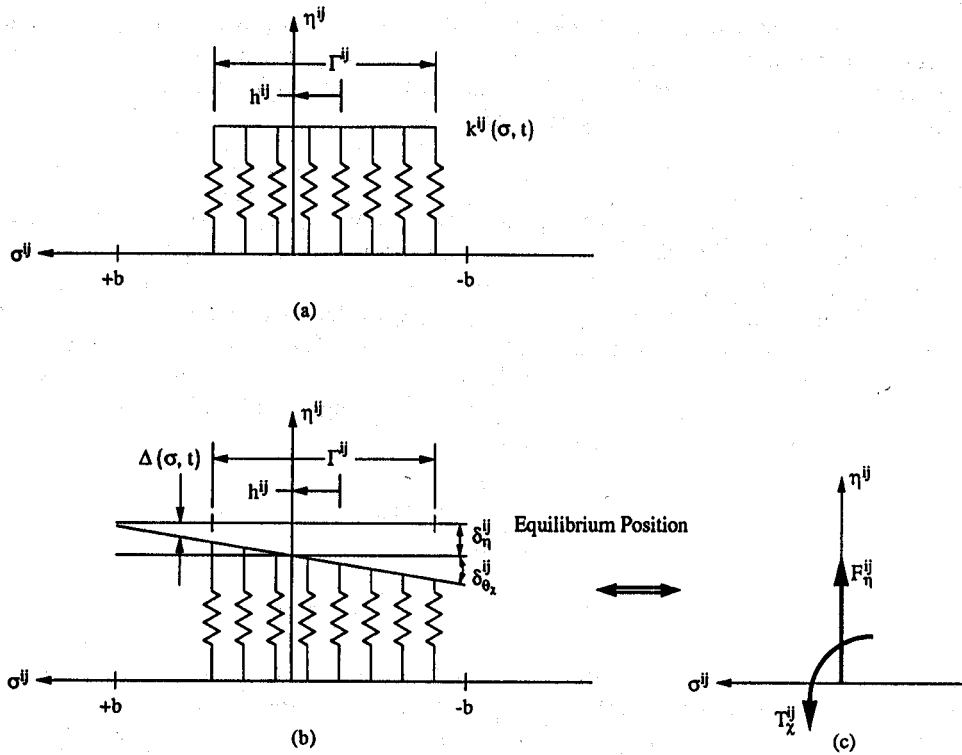 η^ij
Γ^ij
h^ij
k^ij (σ, t)
σ^ij
+b
-b
(a)
η^ij
Δ (σ, t)
Γ^ij
h^ij
δ_η^ij
Equilibrium Position
δ_θχ^ij
η^ij
F_η^ij
σ^ij
+b
-b
σ^ij
T_χ^ij
(b)
(c)